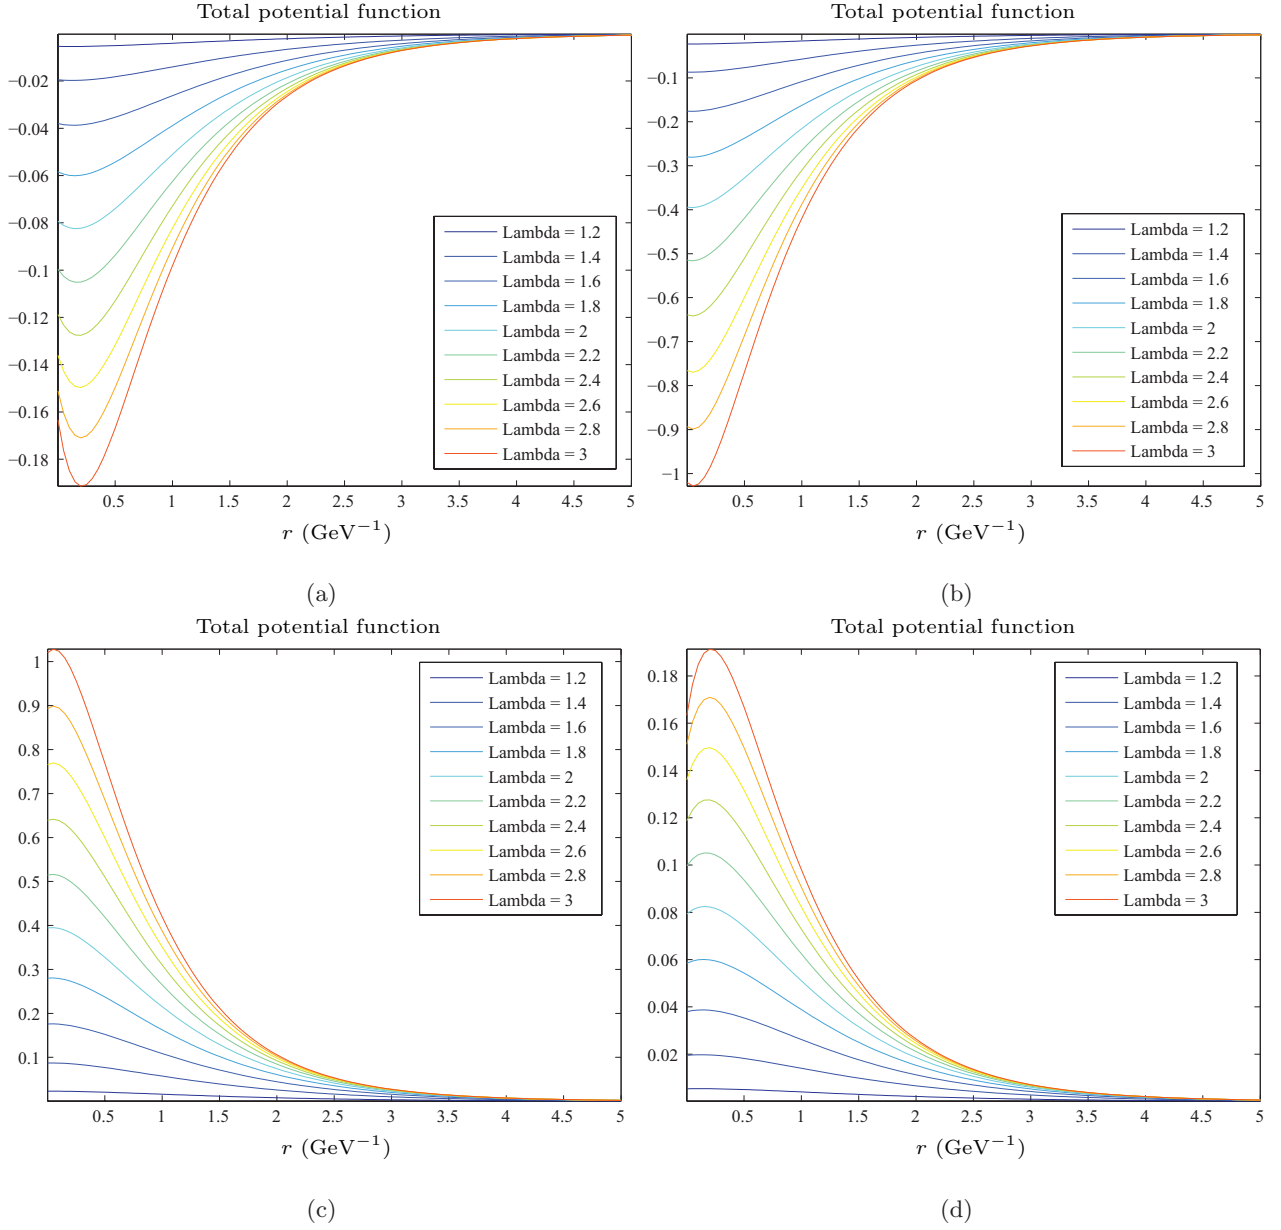 Total potential function
−0.02
−0.04
−0.06
−0.08
−0.1
−0.12
−0.14
−0.16
−0.18
Lambda = 1.2
Lambda = 1.4
Lambda = 1.6
Lambda = 1.8
Lambda = 2
Lambda = 2.2
Lambda = 2.4
Lambda = 2.6
Lambda = 2.8
Lambda = 3
0.5 1 1.5 2 2.5 3 3.5 4 4.5 5
r (GeV⁻¹)
(a)
Total potential function
−0.1
−0.2
−0.3
−0.4
−0.5
−0.6
−0.7
−0.8
−0.9
−1
Lambda = 1.2
Lambda = 1.4
Lambda = 1.6
Lambda = 1.8
Lambda = 2
Lambda = 2.2
Lambda = 2.4
Lambda = 2.6
Lambda = 2.8
Lambda = 3
0.5 1 1.5 2 2.5 3 3.5 4 4.5 5
r (GeV⁻¹)
(b)
Total potential function
1
0.9
0.8
0.7
0.6
0.5
0.4
0.3
0.2
0.1
Lambda = 1.2
Lambda = 1.4
Lambda = 1.6
Lambda = 1.8
Lambda = 2
Lambda = 2.2
Lambda = 2.4
Lambda = 2.6
Lambda = 2.8
Lambda = 3
0.5 1 1.5 2 2.5 3 3.5 4 4.5 5
r (GeV⁻¹)
(c)
Total potential function
0.18
0.16
0.14
0.12
0.1
0.08
0.06
0.04
0.02
Lambda = 1.2
Lambda = 1.4
Lambda = 1.6
Lambda = 1.8
Lambda = 2
Lambda = 2.2
Lambda = 2.4
Lambda = 2.6
Lambda = 2.8
Lambda = 3
0.5 1 1.5 2 2.5 3 3.5 4 4.5 5
r (GeV⁻¹)
(d)